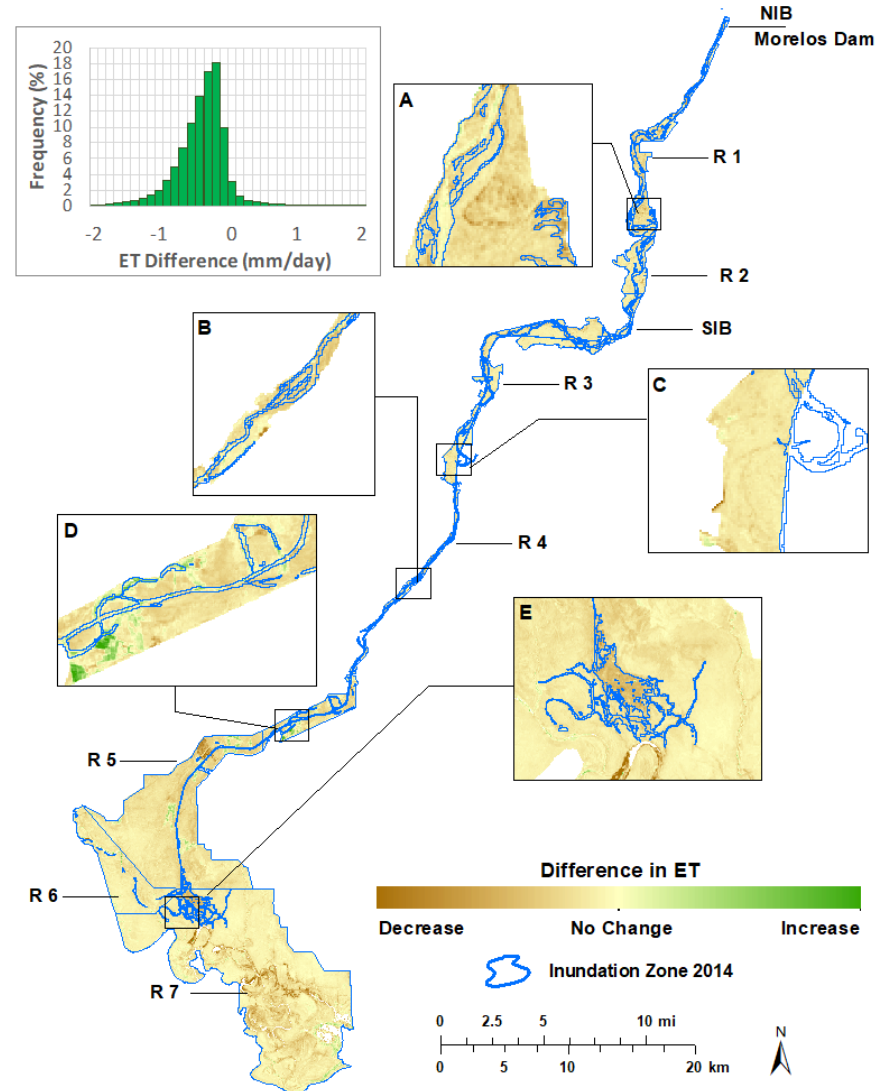 NIB
Morelos Dam
Frequency (%)
20
18
16
14
12
10
8
6
4
2
0
-2 -1 0 1 2
ET Difference (mm/day)
A
R 1
R 2
SIB
B
R 3
C
R 4
D
E
R 5
R 6
R 7
Difference in ET
Decrease No Change Increase
Inundation Zone 2014
0 2.5 5 10 mi
0 5 10 20 km
N